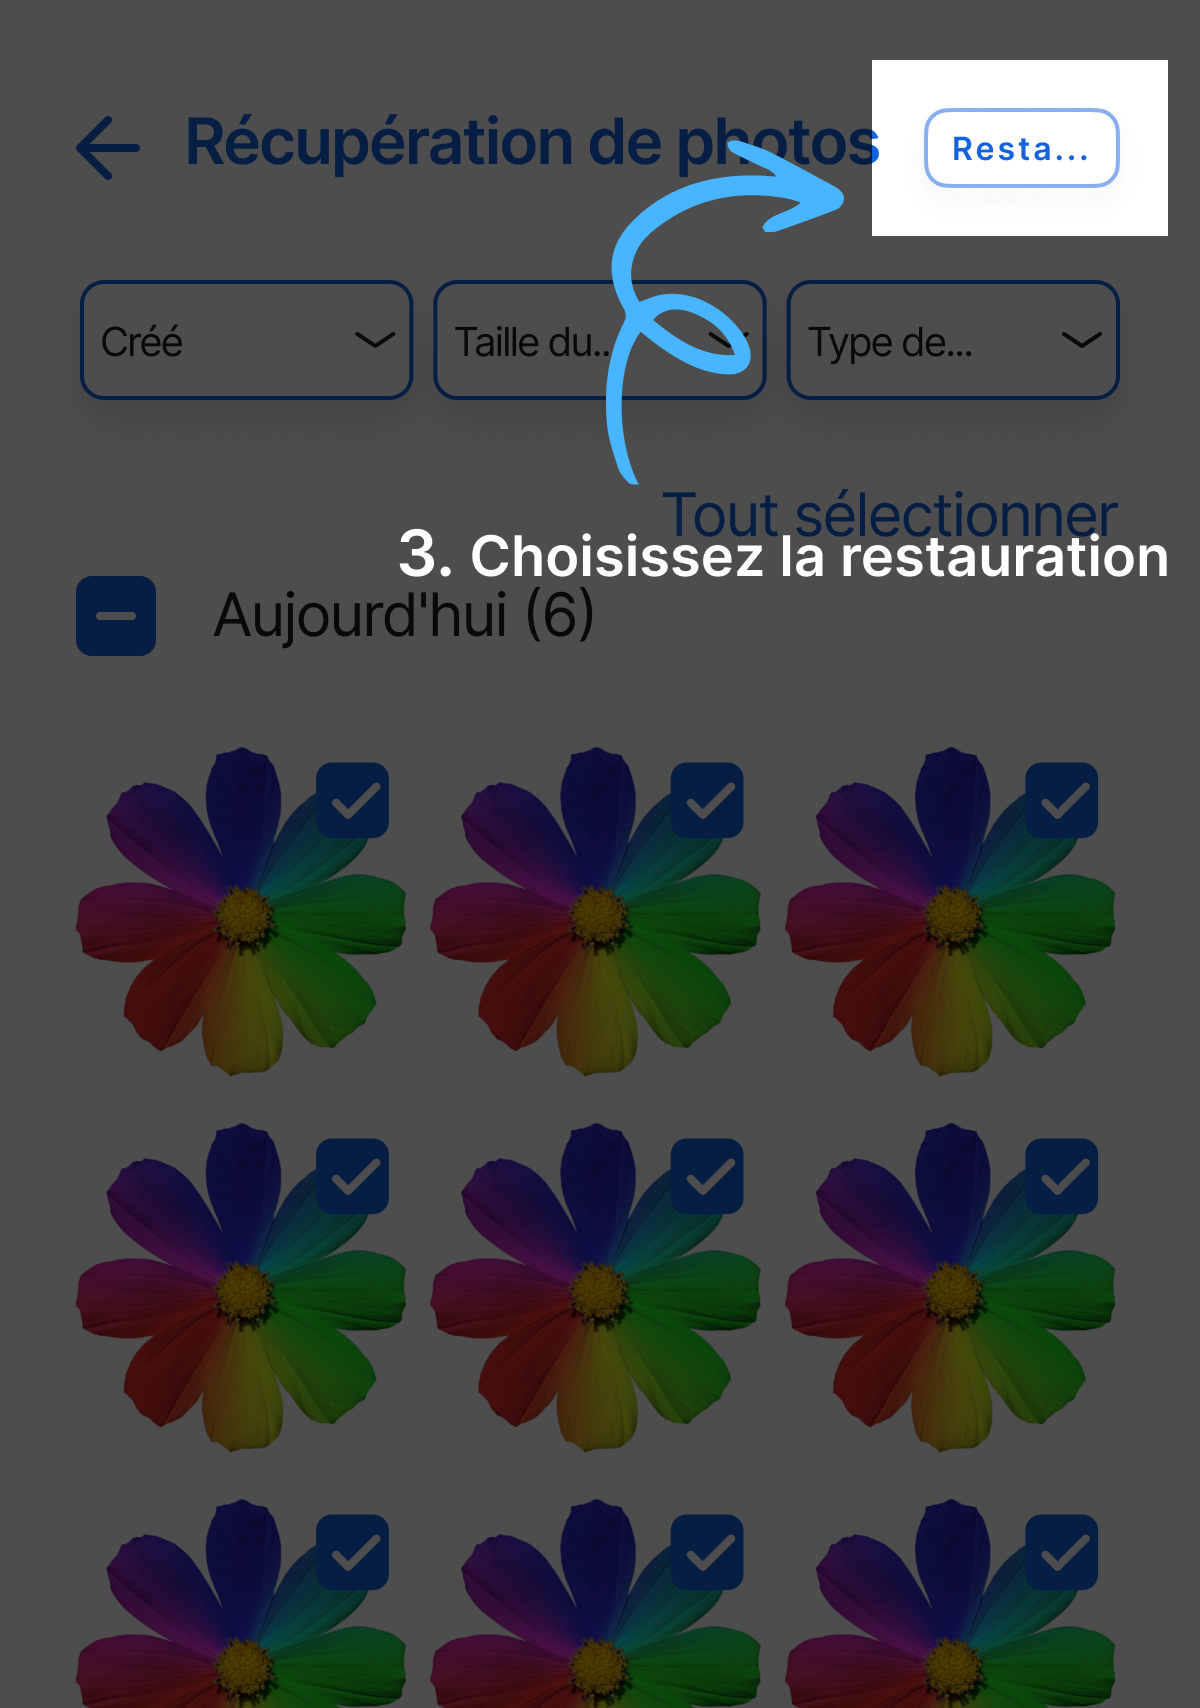 Récupération de photos
Resta...
Créé
Taille du...
Type de...
Tout sélectionner
3. Choisissez la restauration
Aujourd'hui (6)